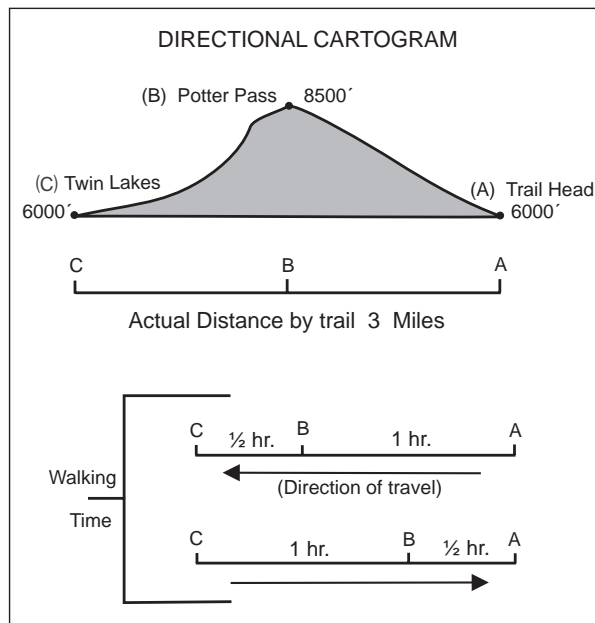 DIRECTIONAL CARTOGRAM
(B) Potter Pass 8500´
(C) Twin Lakes
(A) Trail Head
6000´
6000´
C B A
Actual Distance by trail 3 Miles
C ½ hr. B 1 hr. A
Walking
(Direction of travel)
Time
C 1 hr. B ½ hr. A